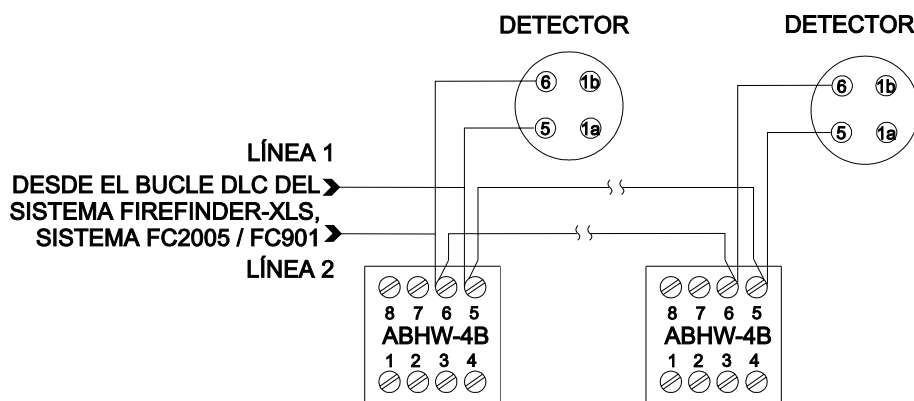 DETECTOR
DETECTOR
6 1b
5 1a
6 1b
5 1a
LÍNEA 1
DESDE EL BUCLE DLC DEL
SISTEMA FIREFINDER-XLS,
SISTEMA FC2005 / FC901
LÍNEA 2
8 7 6 5
ABHW-4B
1 2 3 4
8 7 6 5
ABHW-4B
1 2 3 4